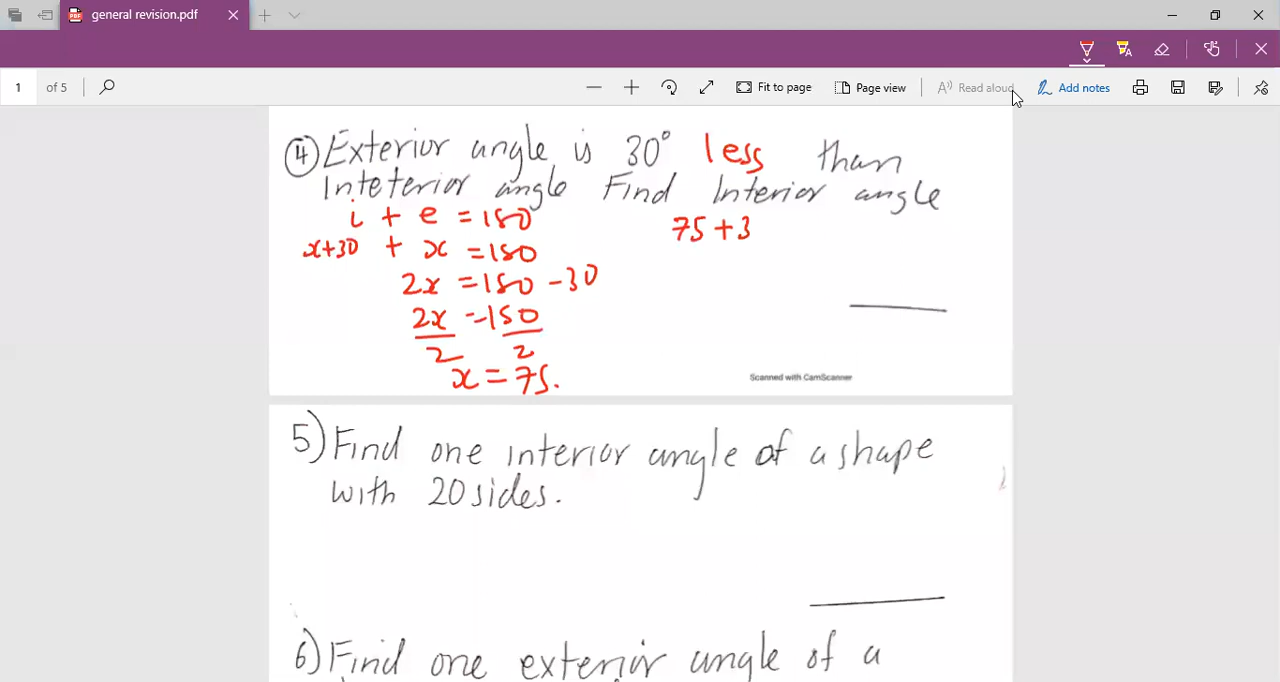 general revision.pdf
1 of 5
Fit to page
Page view
Read aloud
Add notes
④ Exterior angle is 30° less than
Inteterior angle Find Interior angle
i + e = 180
75 + 3
x+30 + x = 180
2x = 180 - 30
2x = 150
2 2
x = 75.
Scanned with CamScanner
5) Find one interior angle of a shape
with 20 sides.
6) Find one exterior angle of a